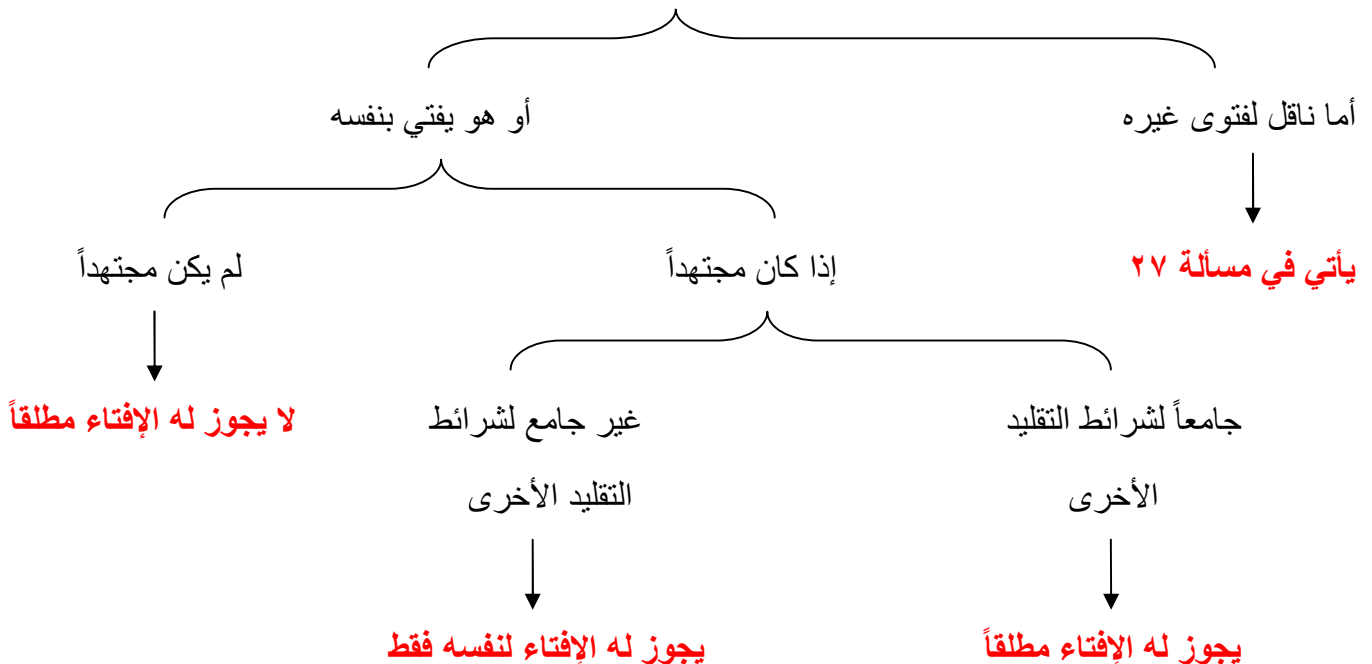 أما ناقل لفتوى غيره
أو هو يفتي بنفسه
يأتي في مسألة ٢٧
إذا كان مجتهداً
لم يكن مجتهداً
جامعاً لشرائط التقليد
الأخرى
غير جامع لشرائط
التقليد الأخرى
لا يجوز له الإفتاء مطلقاً
يجوز له الإفتاء مطلقاً
يجوز له الإفتاء لنفسه فقط